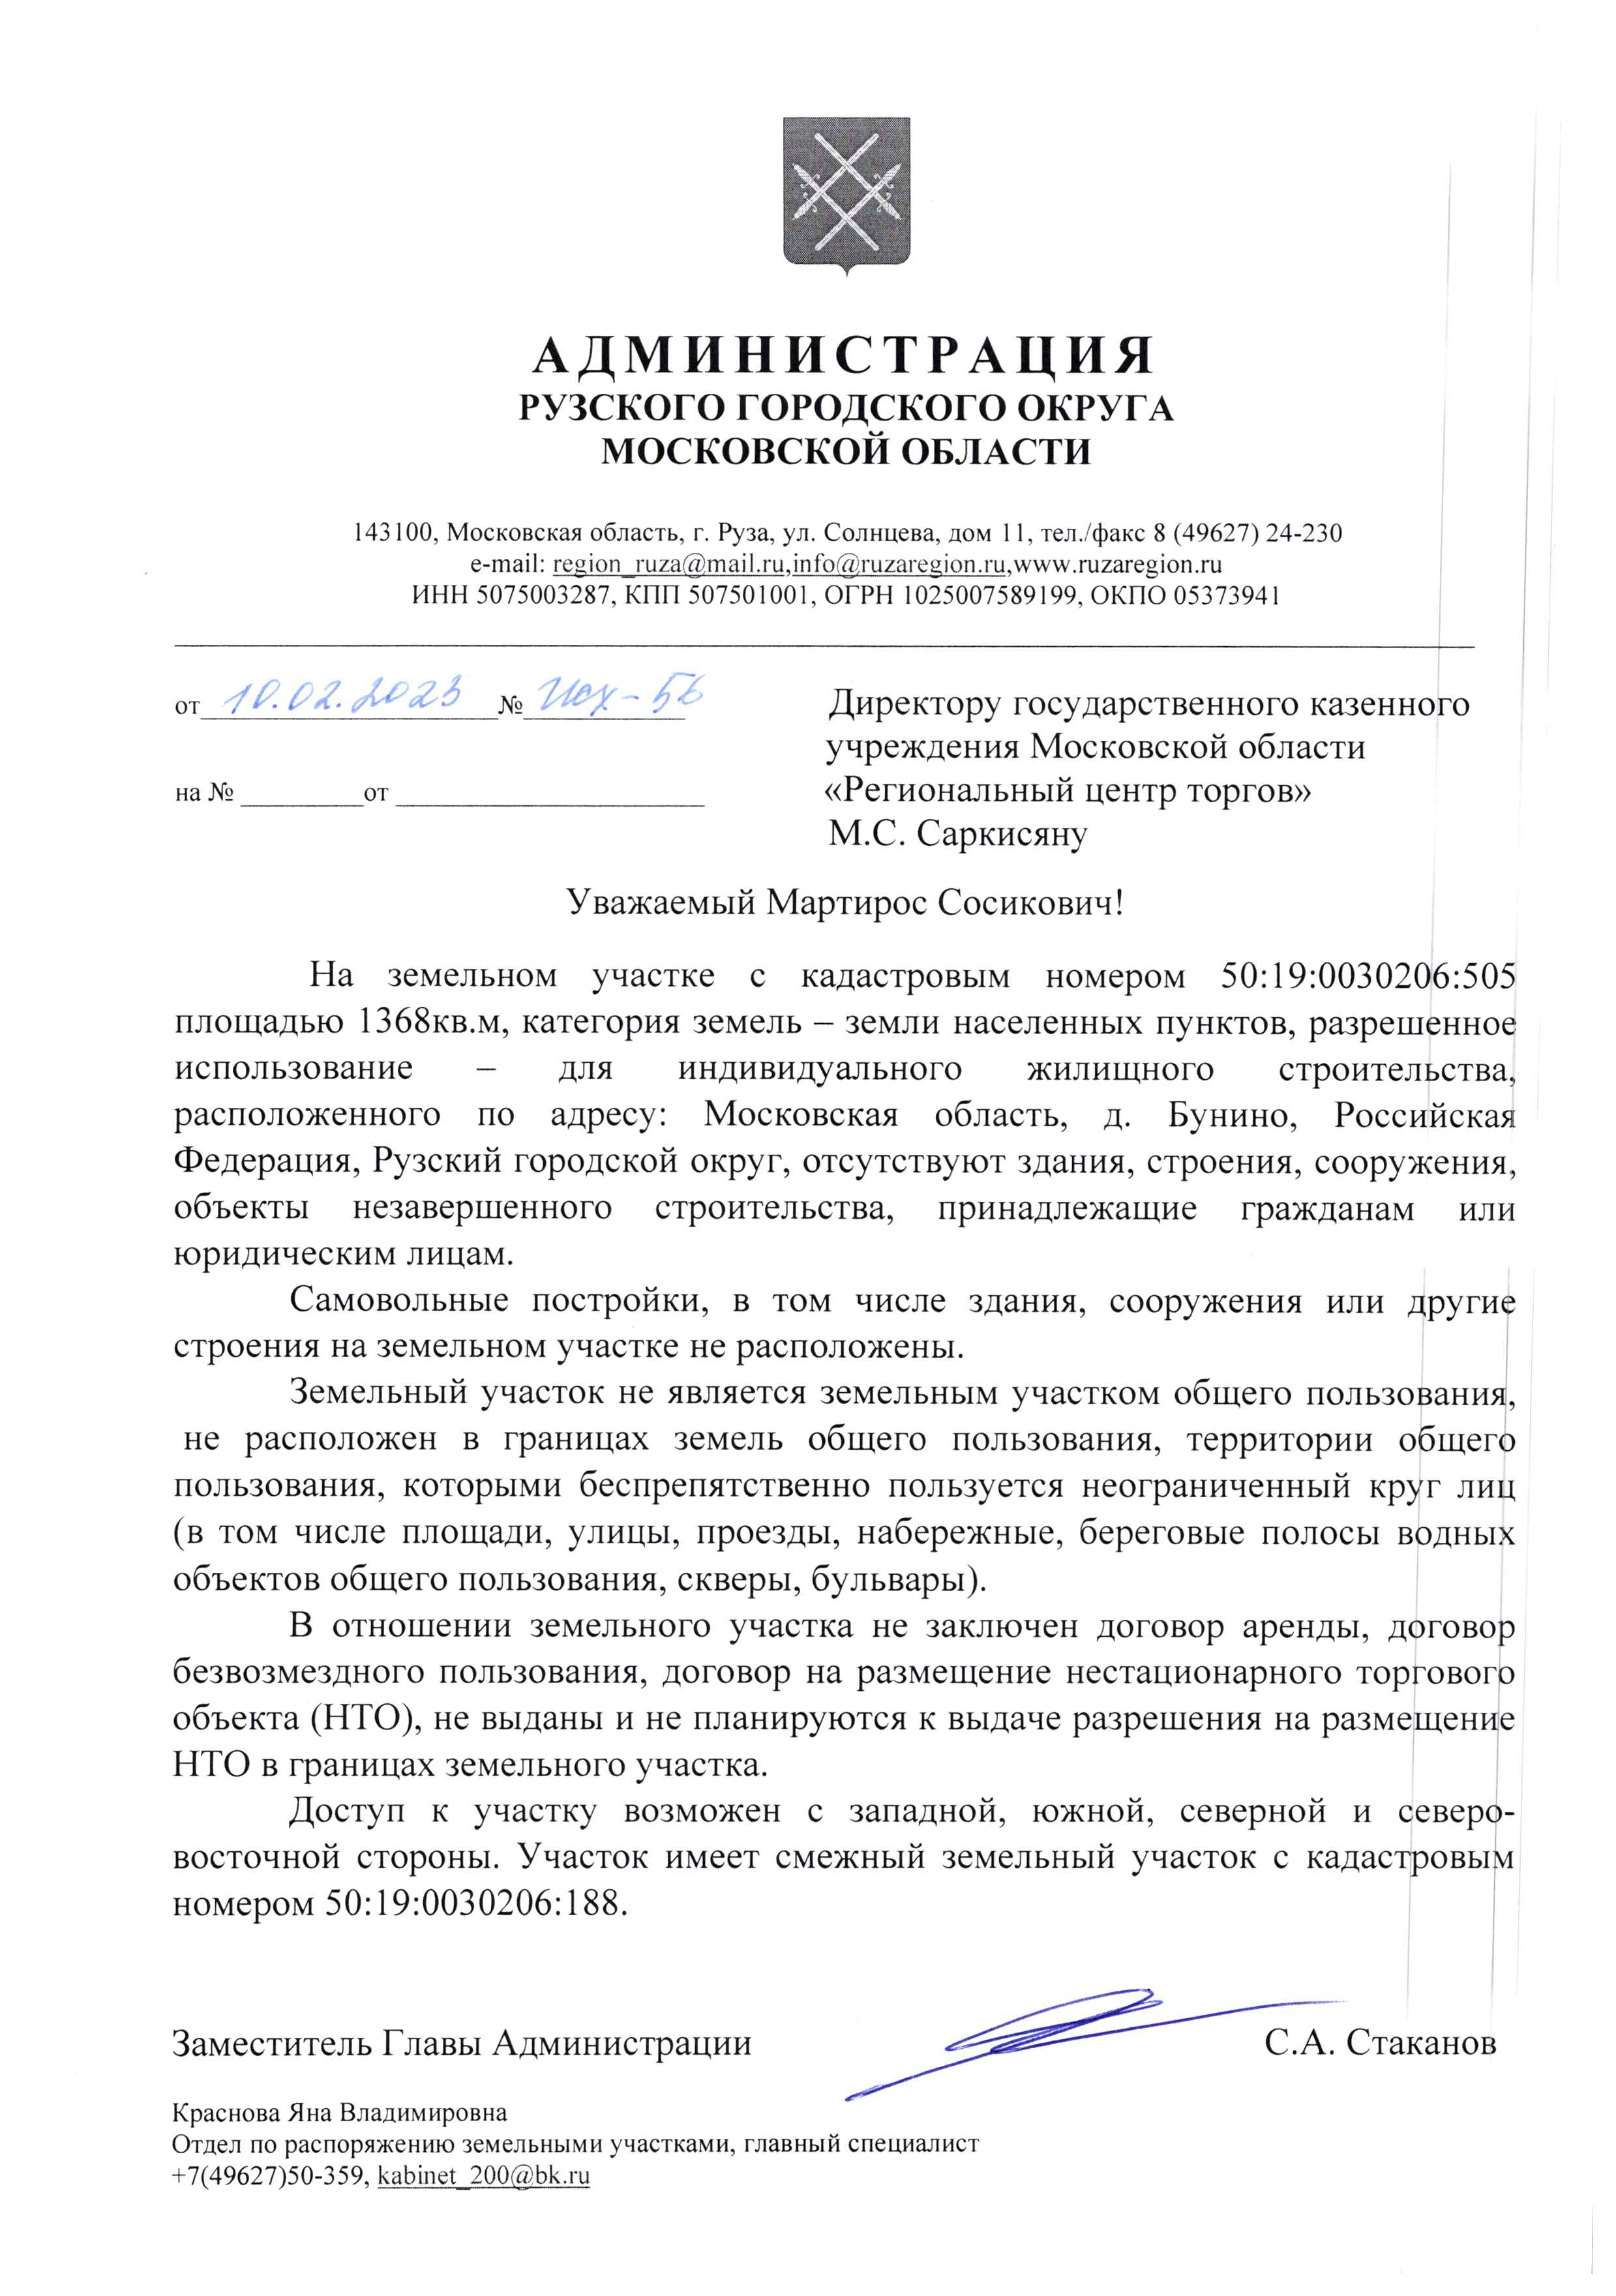 АДМИНИСТРАЦИЯ
РУЗСКОГО ГОРОДСКОГО ОКРУГА
МОСКОВСКОЙ ОБЛАСТИ
143100, Московская область, г. Руза, ул. Солнцева, дом 11, тел./факс 8 (49627) 24-230
e-mail: region_ruza@mail.ru,info@ruzaregion.ru,www.ruzaregion.ru
ИНН 5075003287, КПП 507501001, ОГРН 1025007589199, ОКПО 05373941
от 10.02.2023 № Исх-56
на № _________от ______________________
Директору государственного казенного
учреждения Московской области
«Региональный центр торгов»
М.С. Саркисяну
Уважаемый Мартирос Сосикович!
На земельном участке с кадастровым номером 50:19:0030206:505
площадью 1368кв.м, категория земель – земли населенных пунктов, разрешенное
использование – для индивидуального жилищного строительства,
расположенного по адресу: Московская область, д. Бунино, Российская
Федерация, Рузский городской округ, отсутствуют здания, строения, сооружения,
объекты незавершенного строительства, принадлежащие гражданам или
юридическим лицам.
Самовольные постройки, в том числе здания, сооружения или другие
строения на земельном участке не расположены.
Земельный участок не является земельным участком общего пользования,
не расположен в границах земель общего пользования, территории общего
пользования, которыми беспрепятственно пользуется неограниченный круг лиц
(в том числе площади, улицы, проезды, набережные, береговые полосы водных
объектов общего пользования, скверы, бульвары).
В отношении земельного участка не заключен договор аренды, договор
безвозмездного пользования, договор на размещение нестационарного торгового
объекта (НТО), не выданы и не планируются к выдаче разрешения на размещение
НТО в границах земельного участка.
Доступ к участку возможен с западной, южной, северной и северо-
восточной стороны. Участок имеет смежный земельный участок с кадастровым
номером 50:19:0030206:188.
Заместитель Главы Администрации
С.А. Стаканов
Краснова Яна Владимировна
Отдел по распоряжению земельными участками, главный специалист
+7(49627)50-359, kabinet_200@bk.ru